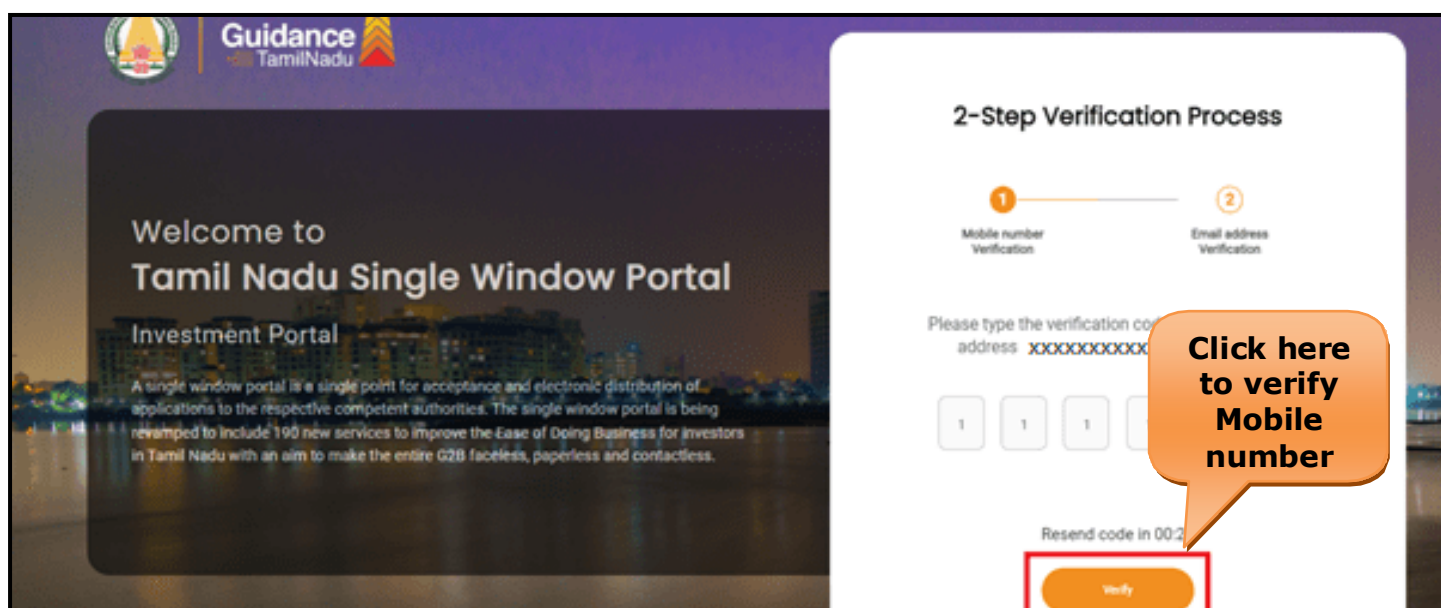 Guidance
TamilNadu
Welcome to
Tamil Nadu Single Window Portal
Investment Portal
A single window portal is a single point for acceptance and electronic distribution of
applications to the respective competent authorities. The single window portal is being
revamped to include 190 new services to improve the Ease of Doing Business for investors
in Tamil Nadu with an aim to make the entire G2B faceless, paperless and contactless.
2-Step Verification Process
1
2
Mobile number
Verification
Email address
Verification
Please type the verification
address xxxxxxxxxx
1 1 1
Click here
to verify
Mobile
number
Resend code in 00:2
Verify